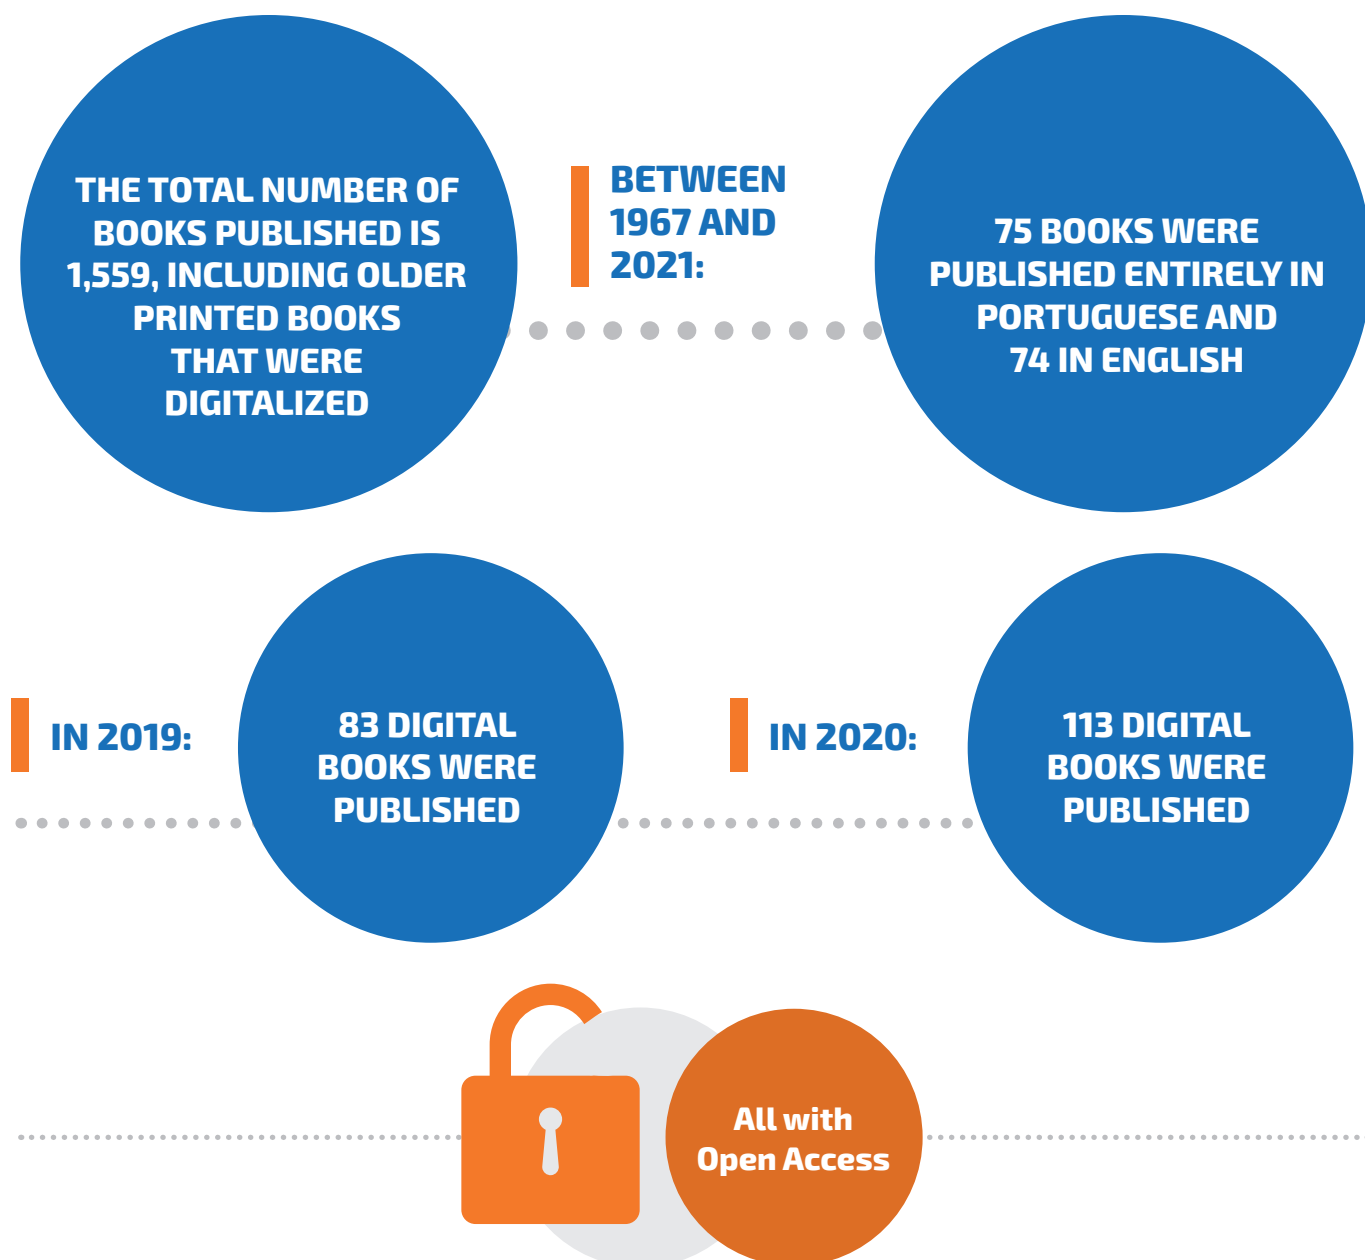 THE TOTAL NUMBER OF
BOOKS PUBLISHED IS
1,559, INCLUDING OLDER
PRINTED BOOKS
THAT WERE
DIGITALIZED
BETWEEN
1967 AND
2021:
75 BOOKS WERE
PUBLISHED ENTIRELY IN
PORTUGUESE AND
74 IN ENGLISH
IN 2019:
83 DIGITAL
BOOKS WERE
PUBLISHED
IN 2020:
113 DIGITAL
BOOKS WERE
PUBLISHED
All with
Open Access